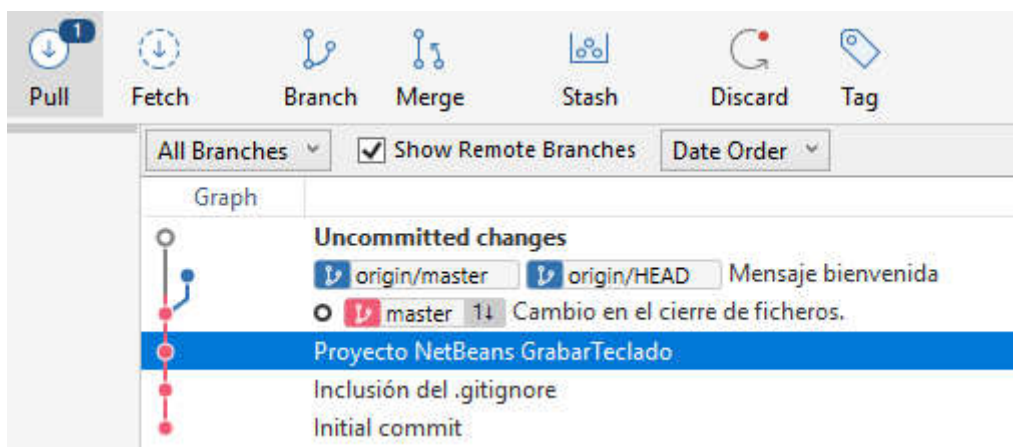 1
Pull Fetch Branch Merge Stash Discard Tag
All Branches Show Remote Branches Date Order
Graph
Uncommitted changes
origin/master origin/HEAD Mensaje bienvenida
master 1↓ Cambio en el cierre de ficheros.
Proyecto NetBeans GrabarTeclado
Inclusión del .gitignore
Initial commit